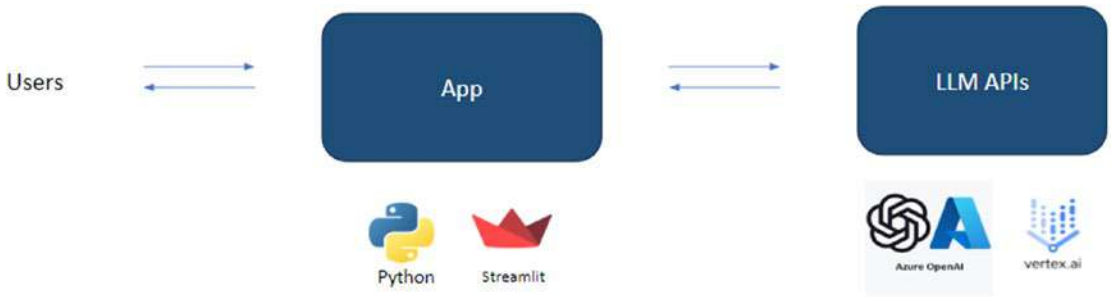 Users
App
LLM APIs
Python
Streamlit
Azure OpenAI
vertex.ai